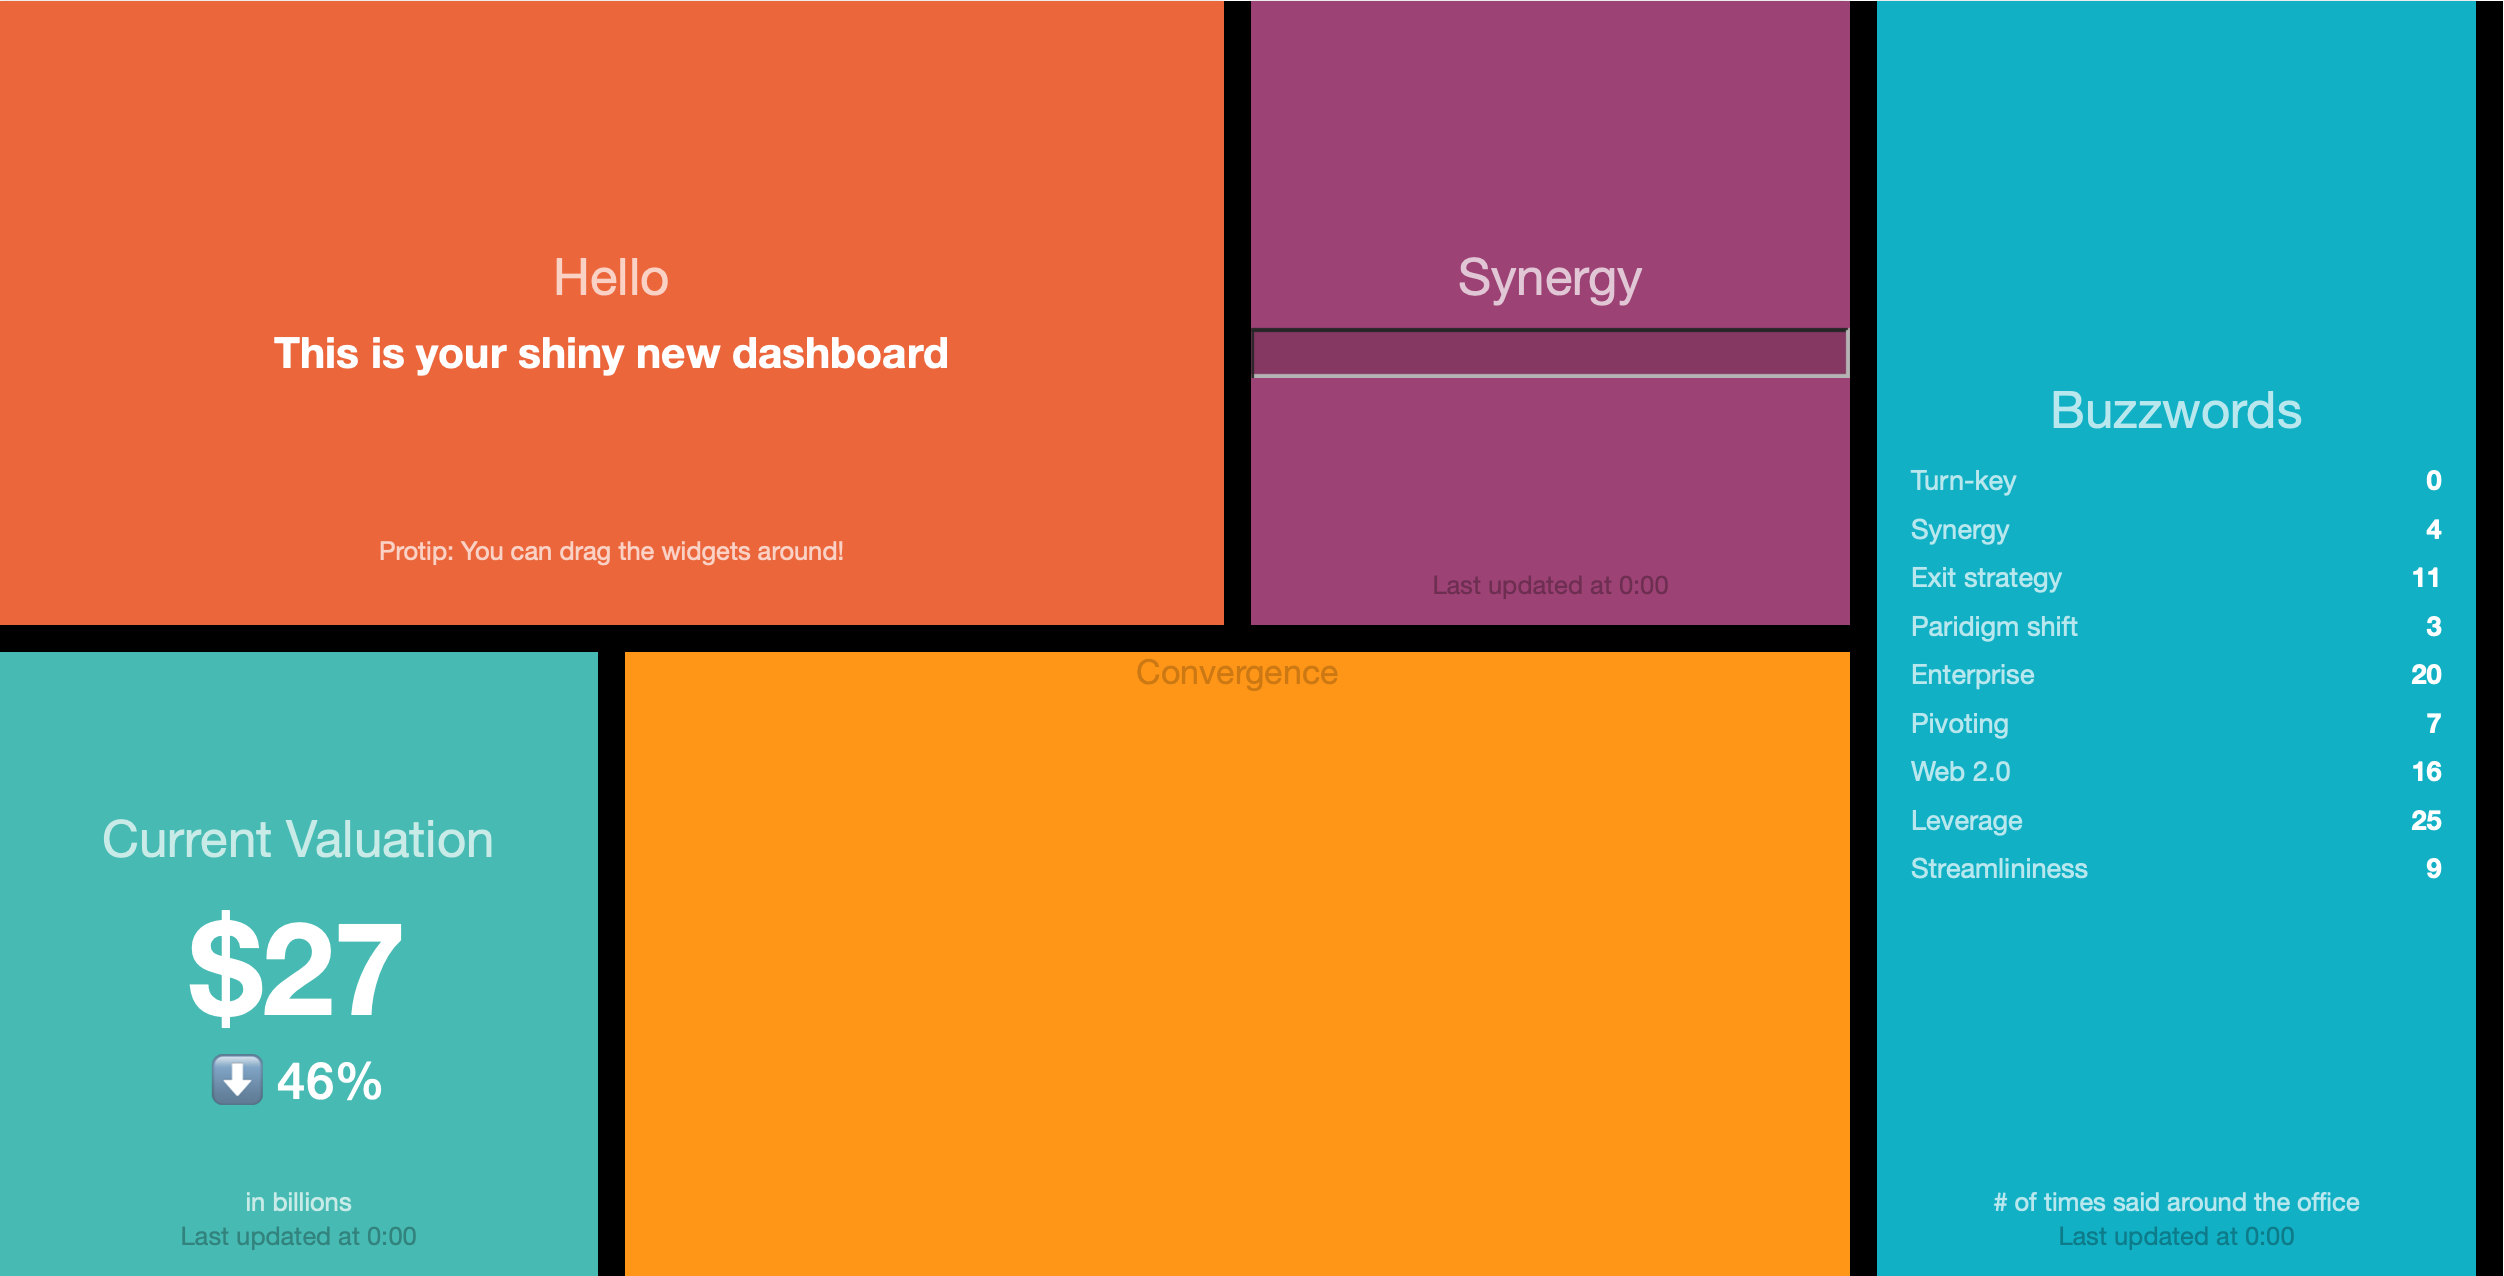 Hello
This is your shiny new dashboard
Protip: You can drag the widgets around!
Synergy
Last updated at 0:00
Buzzwords
Turn-key 0
Synergy 4
Exit strategy 11
Paridigm shift 3
Enterprise 20
Pivoting 7
Web 2.0 16
Leverage 25
Streamlininess 9
# of times said around the office
Last updated at 0:00
Current Valuation
$27
⬇️ 46%
in billions
Last updated at 0:00
Convergence